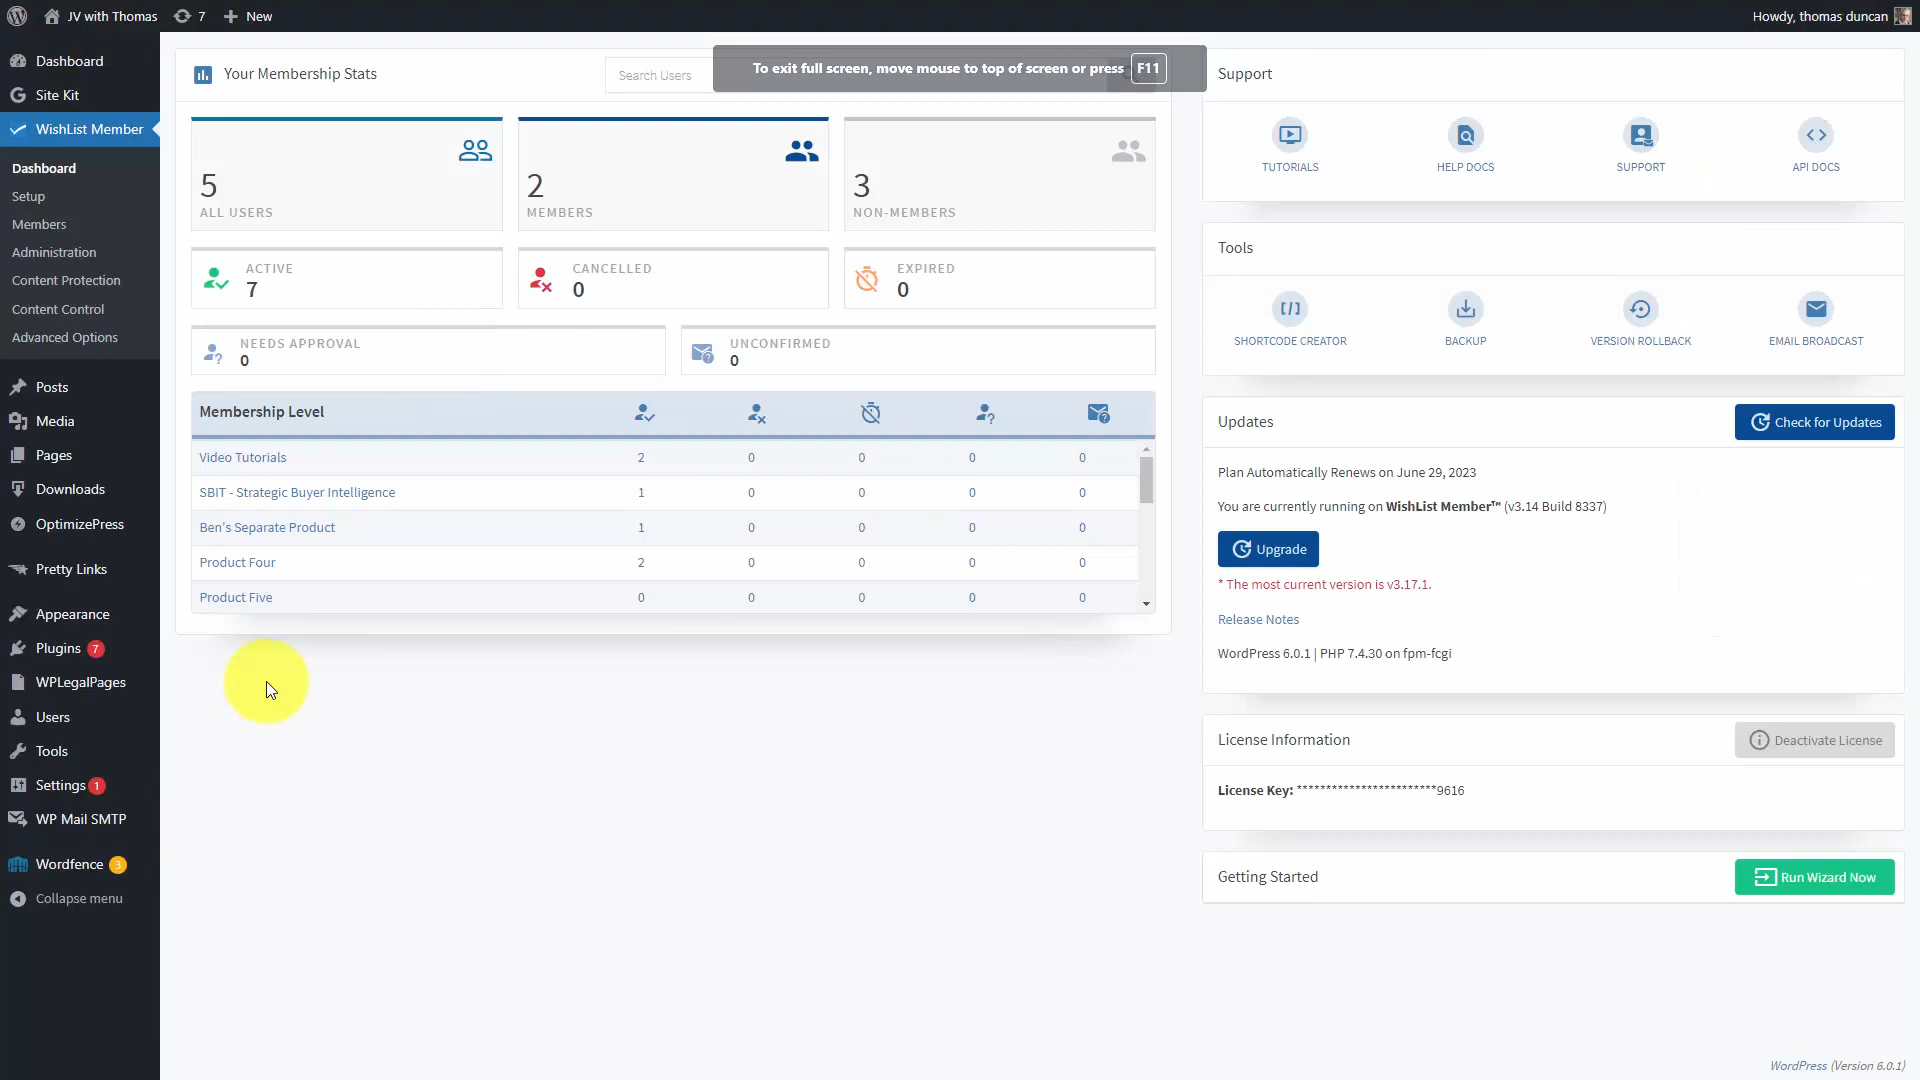 JV with Thomas
7
New
Howdy, thomas duncan
Dashboard
Site Kit
WishList Member
Dashboard
Setup
Members
Administration
Content Protection
Content Control
Advanced Options
Posts
Media
Pages
Downloads
OptimizePress
Pretty Links
Appearance
Plugins 7
WPLegalPages
Users
Tools
Settings 1
WP Mail SMTP
Wordfence 3
Collapse menu
Your Membership Stats
Search Users
To exit full screen, move mouse to top of screen or press F11
5
ALL USERS
2
MEMBERS
3
NON-MEMBERS
ACTIVE
7
CANCELLED
0
EXPIRED
0
NEEDS APPROVAL
0
UNCONFIRMED
0
Membership Level
Video Tutorials 2 0 0 0 0
SBIT - Strategic Buyer Intelligence 1 0 0 0 0
Ben's Separate Product 1 0 0 0 0
Product Four 2 0 0 0 0
Product Five 0 0 0 0 0
Support
TUTORIALS
HELP DOCS
SUPPORT
API DOCS
Tools
SHORTCODE CREATOR
BACKUP
VERSION ROLLBACK
EMAIL BROADCAST
Updates
Check for Updates
Plan Automatically Renews on June 29, 2023
You are currently running on WishList Member™ (v3.14 Build 8337)
Upgrade
* The most current version is v3.17.1.
Release Notes
WordPress 6.0.1 | PHP 7.4.30 on fpm-fcgi
License Information
Deactivate License
License Key: ************************9616
Getting Started
Run Wizard Now
WordPress (Version 6.0.1)